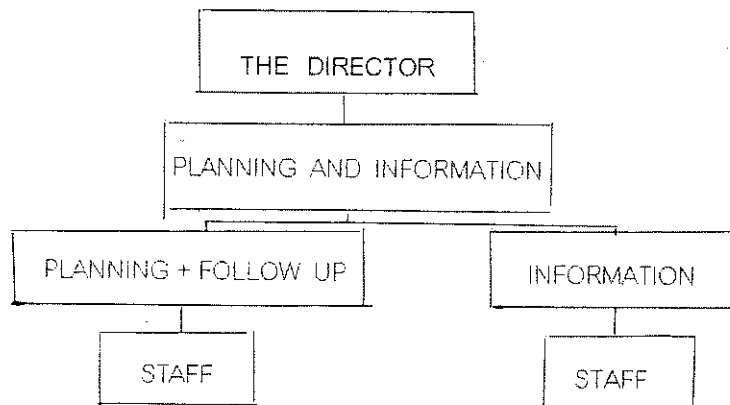 THE DIRECTOR
PLANNING AND INFORMATION
PLANNING + FOLLOW UP
INFORMATION
STAFF
STAFF